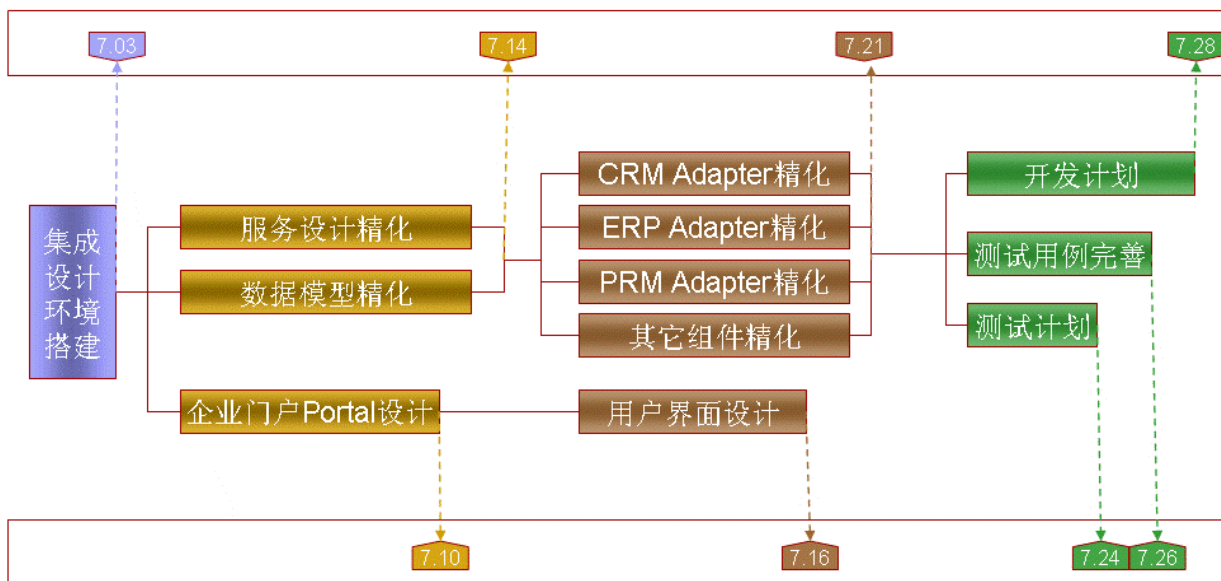 7.03
7.14
7.21
7.28
集成
设计
环境
搭建
服务设计精化
数据模型精化
企业门户Portal设计
CRM Adapter精化
ERP Adapter精化
PRM Adapter精化
其它组件精化
用户界面设计
开发计划
测试用例完善
测试计划
7.10
7.16
7.24
7.26